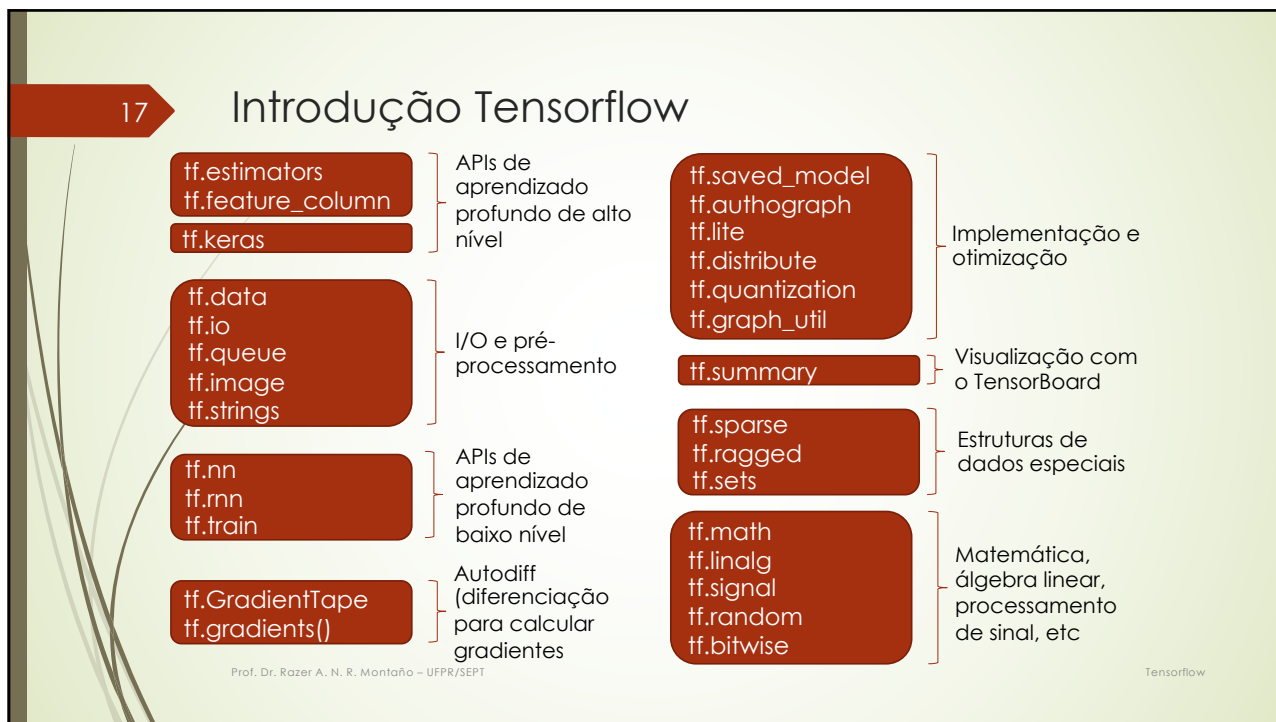 17
Introdução Tensorflow
tf.estimators
tf.feature_column
tf.keras
APIs de
aprendizado
profundo de alto
nível
tf.data
tf.io
tf.queue
tf.image
tf.strings
I/O e pré-
processamento
tf.nn
tf.rnn
tf.train
APIs de
aprendizado
profundo de
baixo nível
tf.GradientTape
tf.gradients()
Autodiff
(diferenciação
para calcular
gradientes
tf.saved_model
tf.authograph
tf.lite
tf.distribute
tf.quantization
tf.graph_util
Implementação e
otimização
tf.summary
Visualização com
o TensorBoard
tf.sparse
tf.ragged
tf.sets
Estruturas de
dados especiais
tf.math
tf.linalg
tf.signal
tf.random
tf.bitwise
Matemática,
álgebra linear,
processamento
de sinal, etc
Prof. Dr. Razer A. N. R. Montaño – UFPR/SEPT
Tensorflow